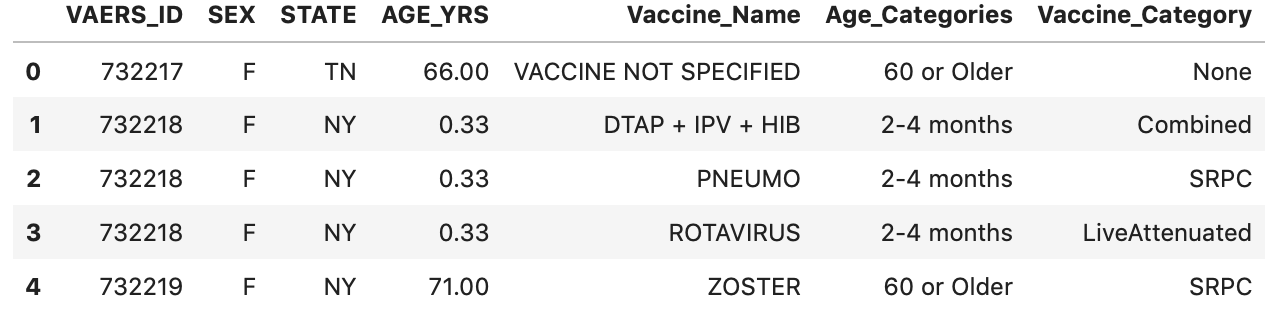 VAERS_ID SEX STATE AGE_YRS Vaccine_Name Age_Categories Vaccine_Category
0 732217 F TN 66.00 VACCINE NOT SPECIFIED 60 or Older None
1 732218 F NY 0.33 DTAP + IPV + HIB 2-4 months Combined
2 732218 F NY 0.33 PNEUMO 2-4 months SRPC
3 732218 F NY 0.33 ROTAVIRUS 2-4 months LiveAttenuated
4 732219 F NY 71.00 ZOSTER 60 or Older SRPC